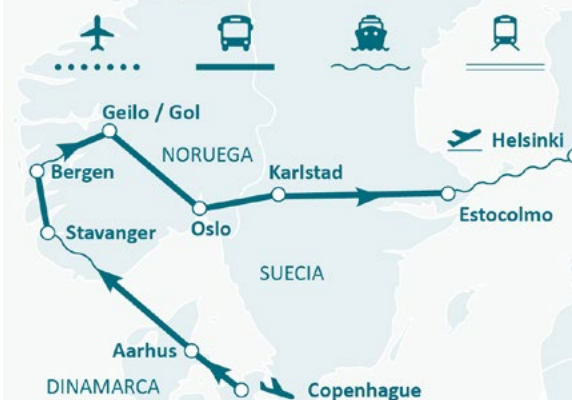 Geilo / Gol
NORUEGA
Helsinki
Bergen
Karlstad
Estocolmo
Stavanger
Oslo
SUECIA
Aarhus
DINAMARCA
Copenhague